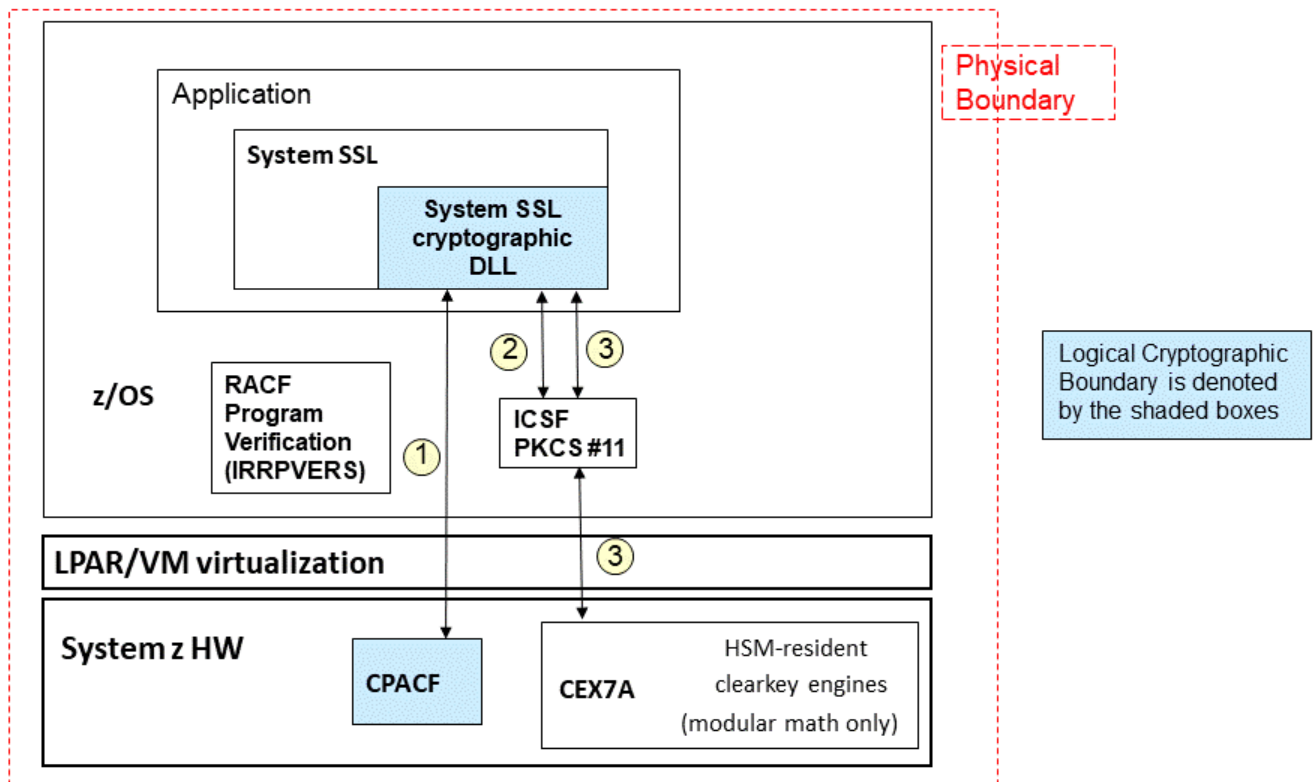 Physical
Boundary
Application
System SSL
System SSL
cryptographic
DLL
2
3
Logical Cryptographic
Boundary is denoted
by the shaded boxes
z/OS
RACF
Program
Verification
(IRRPVERS)
1
ICSF
PKCS #11
LPAR/VM virtualization
3
System z HW
CPACF
CEX7A
HSM-resident
clearkey engines
(modular math only)